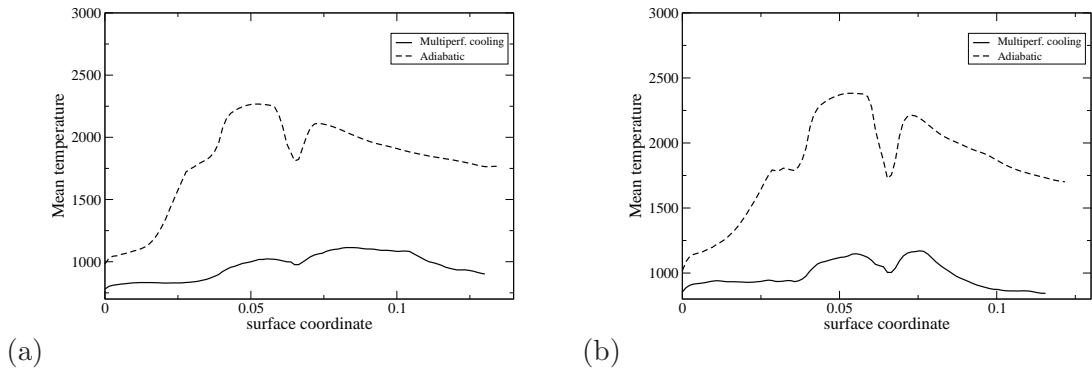 3000
2500
2000
1500
1000
Mean temperature
0
0.05
0.1
surface coordinate
Multiperf. cooling
Adiabatic
(a)
3000
2500
2000
1500
1000
Mean temperature
0
0.05
0.1
surface coordinate
Multiperf. cooling
Adiabatic
(b)